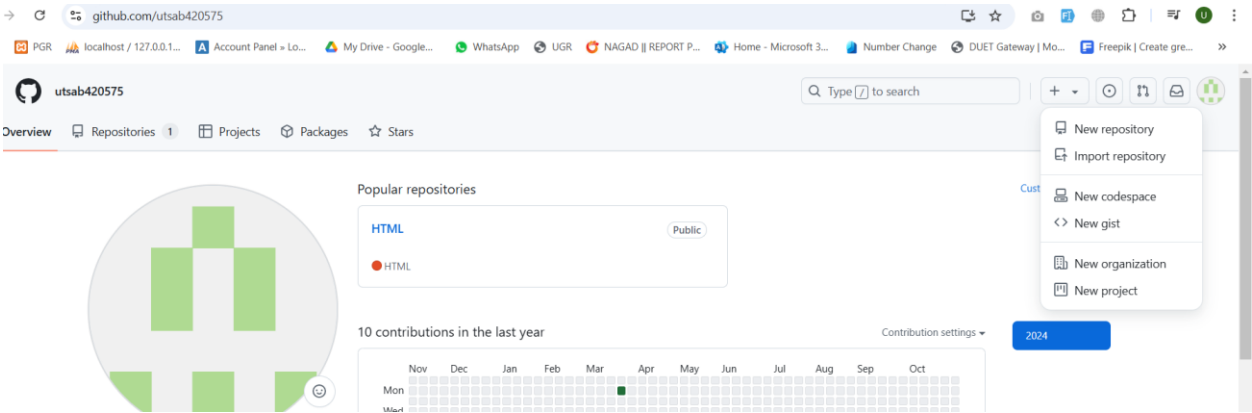 github.com/utsab420575
PGR localhost / 127.0.0.1... Account Panel » Lo... My Drive - Google... WhatsApp UGR NAGAD || REPORT P... Home - Microsoft 3... Number Change DUET Gateway | Mo... Freepik | Create gre... »
utsab420575 Type / to search
Overview Repositories 1 Projects Packages Stars
New repository
Import repository
New codespace
New gist
New organization
New project
Popular repositories Cust
HTML Public
HTML
10 contributions in the last year Contribution settings 2024
Nov Dec Jan Feb Mar Apr May Jun Jul Aug Sep Oct
Mon
Wed